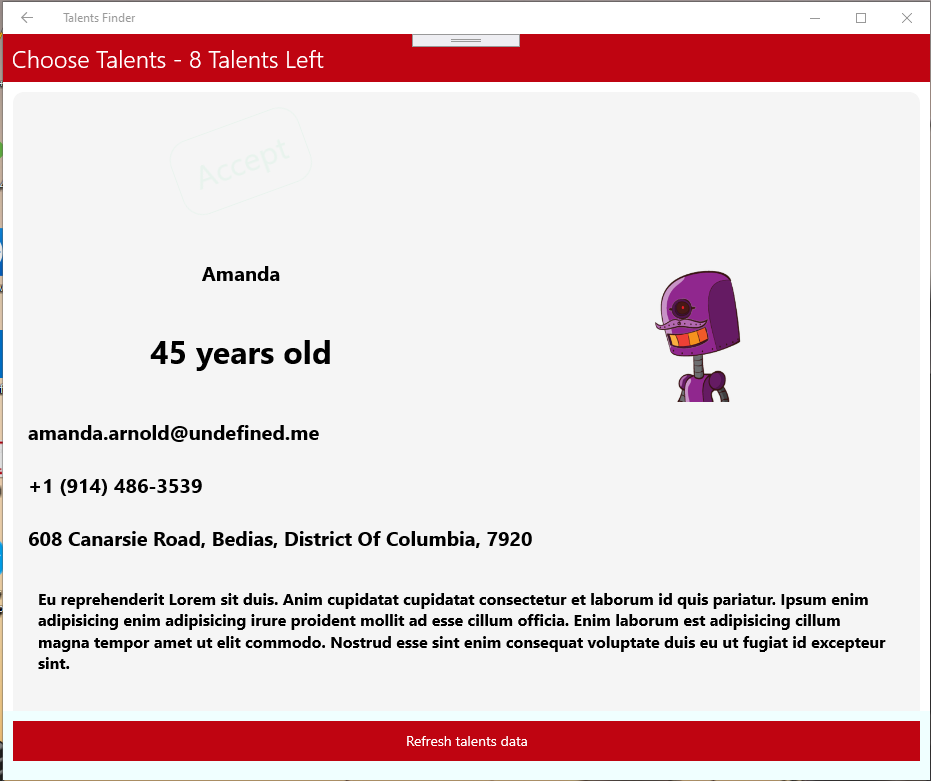 Talents Finder
Choose Talents - 8 Talents Left
Accept
Amanda
45 years old
amanda.arnold@undefined.me
+1 (914) 486-3539
608 Canarsie Road, Bedias, District Of Columbia, 7920
Eu reprehenderit Lorem sit duis. Anim cupidatat cupidatat consectetur et laborum id quis pariatur. Ipsum enim
adipisicing enim adipisicing irure proident mollit ad esse cillum officia. Enim laborum est adipisicing cillum
magna tempor amet ut elit commodo. Nostrud esse sint enim consequat voluptate duis eu ut fugiat id excepteur
sint.
Refresh talents data